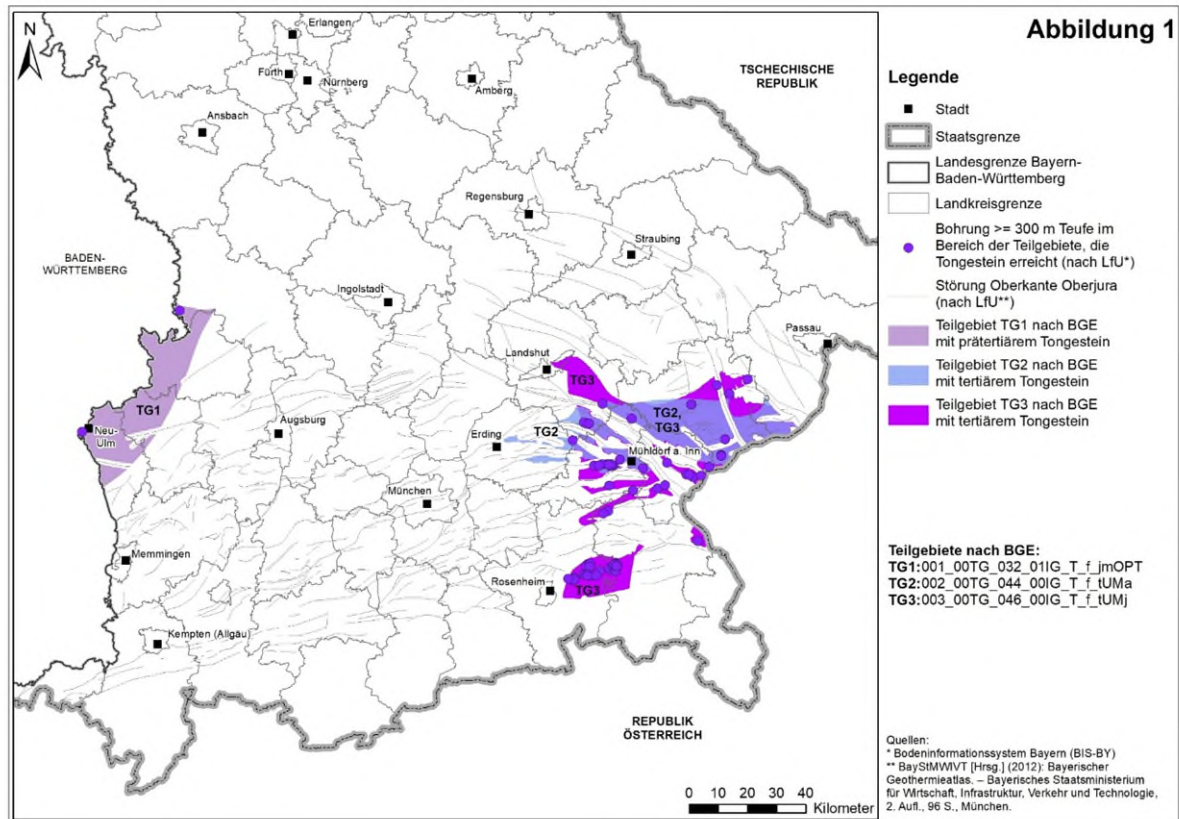 Abbildung 1
N
Erlangen
Fürth
Nürnberg
Amberg
Ansbach
TSCHECHISCHE
REPUBLIK
Regensburg
Straubing
BADEN-
WÜRTTEMBERG
Ingolstadt
Passau
Landshut
TG3
TG1
TG2,
TG3
Neu-
Ulm
Augsburg
Erding
TG2
Mühldorf a. Inn
München
Memmingen
Rosenheim
TG3
Kempten (Allgäu)
REPUBLIK
ÖSTERREICH
0 10 20 30 40
Kilometer
Legende
Stadt
Staatsgrenze
Landesgrenze Bayern-
Baden-Württemberg
Landkreisgrenze
Bohrung >= 300 m Teufe im
Bereich der Teilgebiete, die
Tongestein erreicht (nach LfU*)
Störung Oberkante Oberjura
(nach LfU**)
Teilgebiet TG1 nach BGE
mit prätertiärem Tongestein
Teilgebiet TG2 nach BGE
mit tertiärem Tongestein
Teilgebiet TG3 nach BGE
mit tertiärem Tongestein
Teilgebiete nach BGE:
TG1:001_00TG_032_01IG_T_f_jmOPT
TG2:002_00TG_044_00IG_T_f_tUMa
TG3:003_00TG_046_00IG_T_f_tUMj
Quellen:
* Bodeninformationssystem Bayern (BIS-BY)
** BayStMWIVT [Hrsg.] (2012): Bayerischer
Geothermieatlas. – Bayerisches Staatsministerium
für Wirtschaft, Infrastruktur, Verkehr und Technologie,
2. Aufl., 96 S., München.